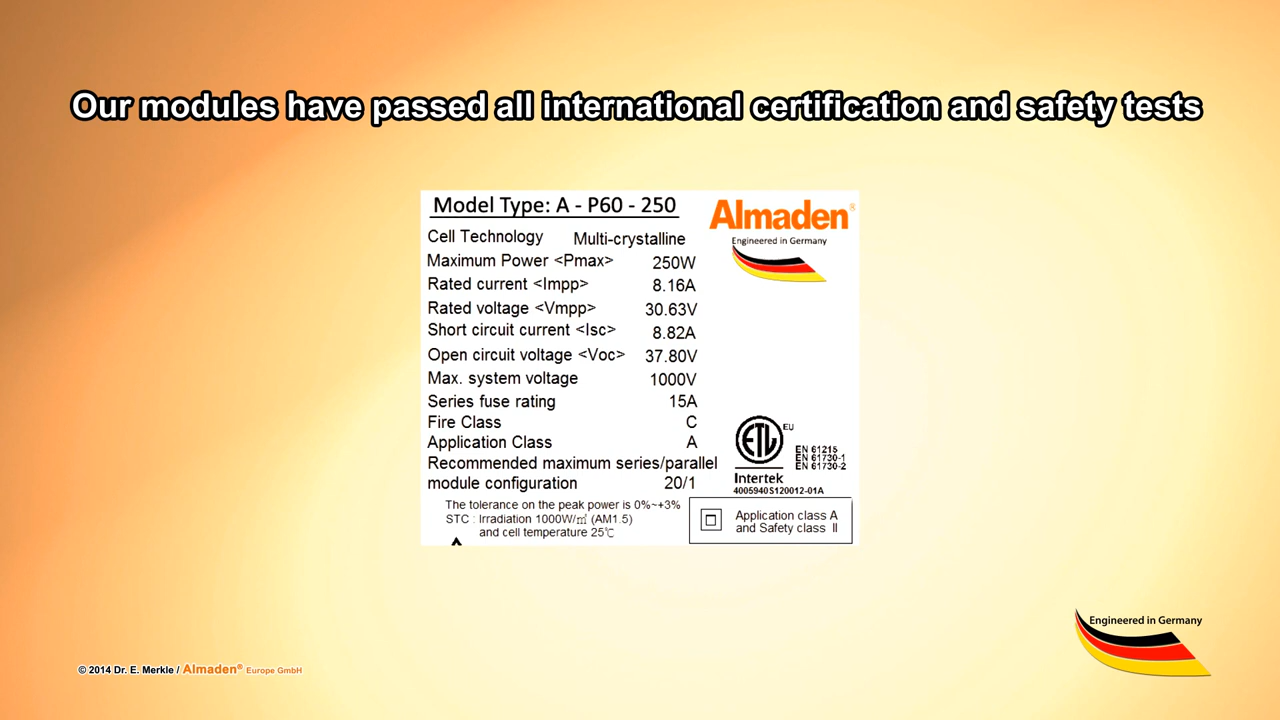 Our modules have passed all international certification and safety tests
Model Type: A - P60 - 250
Almaden®
Engineered in Germany
Cell Technology Multi-crystalline
Maximum Power <Pmax> 250W
Rated current <Impp> 8.16A
Rated voltage <Vmpp> 30.63V
Short circuit current <Isc> 8.82A
Open circuit voltage <Voc> 37.80V
Max. system voltage 1000V
Series fuse rating 15A
Fire Class C
Application Class A
Recommended maximum series/parallel
module configuration 20/1
The tolerance on the peak power is 0%~+3%
STC : Irradiation 1000W/㎡ (AM1.5)
and cell temperature 25℃
ETL EU
EN 61215
EN 61730-1
EN 61730-2
Intertek
4005940S120012-01A
Application class A
and Safety class II
Engineered in Germany
© 2014 Dr. E. Merkle / Almaden® Europe GmbH